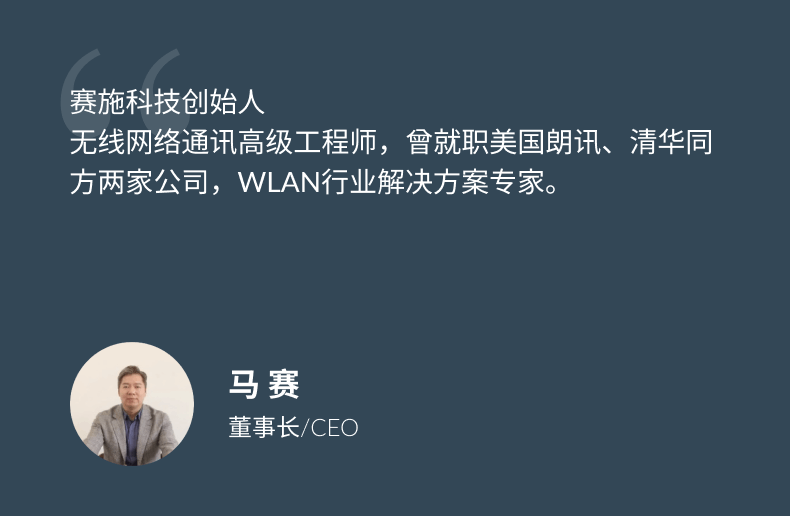 赛施科技创始人
无线网络通讯高级工程师，曾就职美国朗讯、清华同
方两家公司，WLAN行业解决方案专家。
马 赛
董事长/CEO